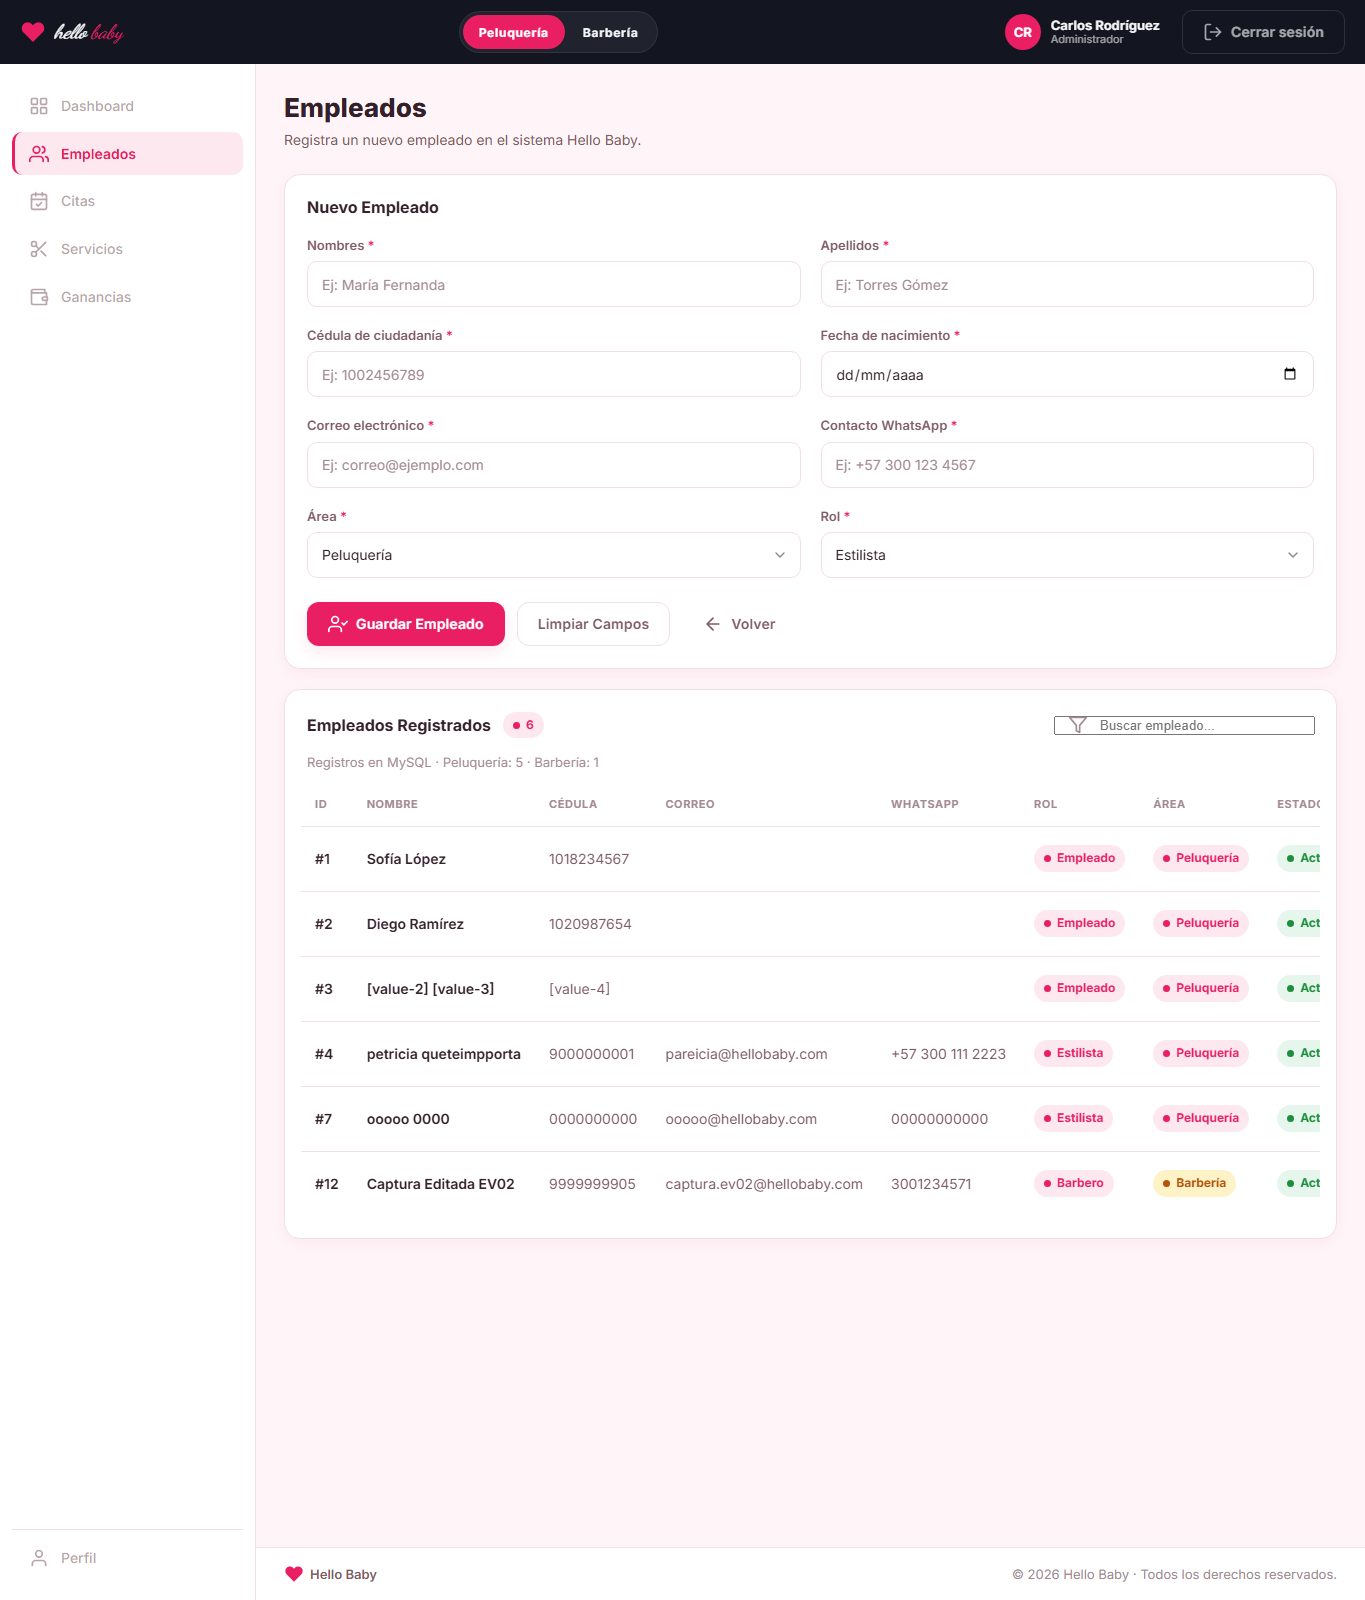 hello baby
Peluquería
Barbería
CR
Carlos Rodríguez
Administrador
Cerrar sesión
Dashboard
Empleados
Citas
Servicios
Ganancias
Perfil
Empleados
Registra un nuevo empleado en el sistema Hello Baby.
Nuevo Empleado
Nombres *
Apellidos *
Ej: María Fernanda
Ej: Torres Gómez
Cédula de ciudadanía *
Fecha de nacimiento *
Ej: 1002456789
dd/mm/aaaa
Correo electrónico *
Contacto WhatsApp *
Ej: correo@ejemplo.com
Ej: +57 300 123 4567
Área *
Rol *
Peluquería
Estilista
Guardar Empleado
Limpiar Campos
Volver
Empleados Registrados
6
Buscar empleado...
Registros en MySQL · Peluquería: 5 · Barbería: 1
ID NOMBRE CÉDULA CORREO WHATSAPP ROL ÁREA ESTADO
#1 Sofía López 1018234567 Empleado Peluquería Act
#2 Diego Ramírez 1020987654 Empleado Peluquería Act
#3 [value-2] [value-3] [value-4] Empleado Peluquería Act
#4 petricia queteimpporta 9000000001 pareicia@hellobaby.com +57 300 111 2223 Estilista Peluquería Act
#7 ooooo 0000 0000000000 ooooo@hellobaby.com 00000000000 Estilista Peluquería Act
#12 Captura Editada EV02 9999999905 captura.ev02@hellobaby.com 3001234571 Barbero Barbería Act
Hello Baby
© 2026 Hello Baby · Todos los derechos reservados.